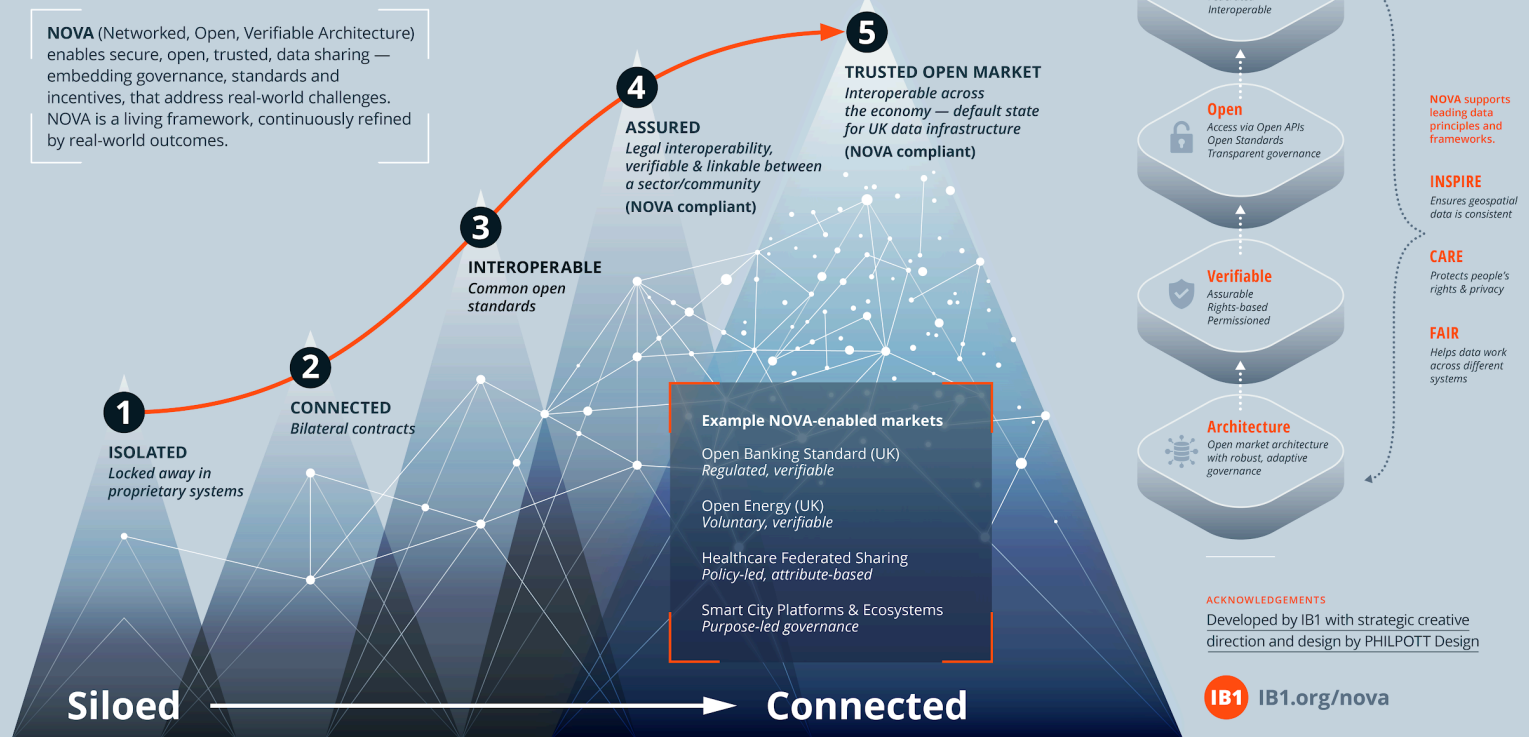 NOVA (Networked, Open, Verifiable Architecture)
enables secure, open, trusted, data sharing —
embedding governance, standards and
incentives, that address real-world challenges.
NOVA is a living framework, continuously refined
by real-world outcomes.
1
ISOLATED
Locked away in
proprietary systems
2
CONNECTED
Bilateral contracts
3
INTEROPERABLE
Common open
standards
4
ASSURED
Legal interoperability,
verifiable & linkable between
a sector/community
(NOVA compliant)
5
TRUSTED OPEN MARKET
Interoperable across
the economy — default state
for UK data infrastructure
(NOVA compliant)
Example NOVA-enabled markets
Open Banking Standard (UK)
Regulated, verifiable
Open Energy (UK)
Voluntary, verifiable
Healthcare Federated Sharing
Policy-led, attribute-based
Smart City Platforms & Ecosystems
Purpose-led governance
Siloed
Connected
Interoperable
Open
Access via Open APIs
Open Standards
Transparent governance
Verifiable
Assurable
Rights-based
Permissioned
Architecture
Open market architecture
with robust, adaptive
governance
NOVA supports
leading data
principles and
frameworks.
INSPIRE
Ensures geospatial
data is consistent
CARE
Protects people's
rights & privacy
FAIR
Helps data work
across different
systems
ACKNOWLEDGEMENTS
Developed by IB1 with strategic creative
direction and design by PHILPOTT Design
IB1 IB1.org/nova